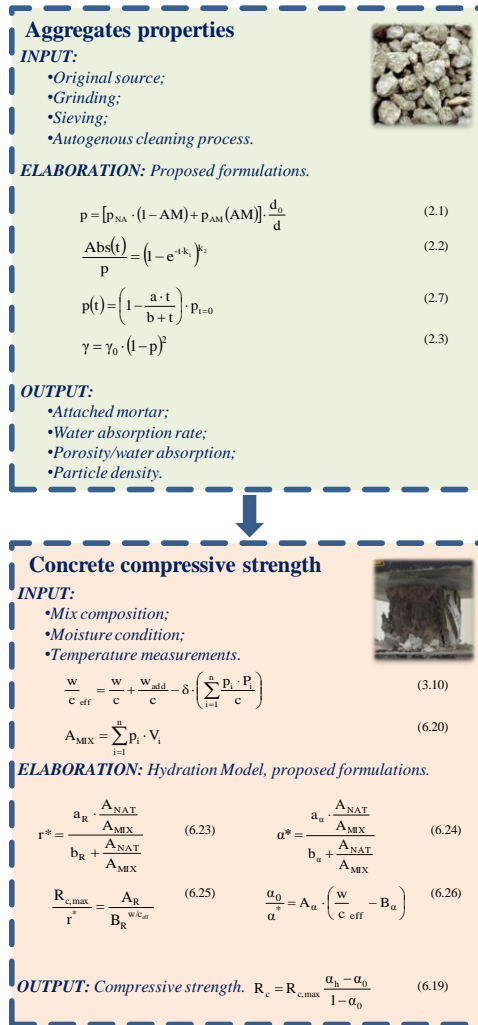 Aggregates properties
INPUT:
•Original source;
•Grinding;
•Sieving;
•Autogenous cleaning process.
ELABORATION: Proposed formulations.
p = [p_NA · (1 − AM) + p_AM (AM)] · d_0/d (2.1)
Abs(t)/p = (1 − e^(-t·k_1))^k_2 (2.2)
p(t) = (1 − (a · t)/(b + t)) · p_t=0 (2.7)
γ = γ_0 · (1 − p)^2 (2.3)
OUTPUT:
•Attached mortar;
•Water absorption rate;
•Porosity/water absorption;
•Particle density.
Concrete compressive strength
INPUT:
•Mix composition;
•Moisture condition;
•Temperature measurements.
w/c_eff = w/c + w_add/c − δ · (∑_{i=1}^{n} (p_i · P_i)/c) (3.10)
A_MIX = ∑_{i=1}^{n} p_i · V_i (6.20)
ELABORATION: Hydration Model, proposed formulations.
r* = (a_R · A_NAT/A_MIX)/(b_R + A_NAT/A_MIX) (6.23) α* = (a_α · A_NAT/A_MIX)/(b_α + A_NAT/A_MIX) (6.24)
R_c,max/r* = A_R/B_R^(w/c_eff) (6.25) α_0/α* = A_α · (w/c_eff − B_α) (6.26)
OUTPUT: Compressive strength. R_c = R_c,max (α_h − α_0)/(1 − α_0) (6.19)